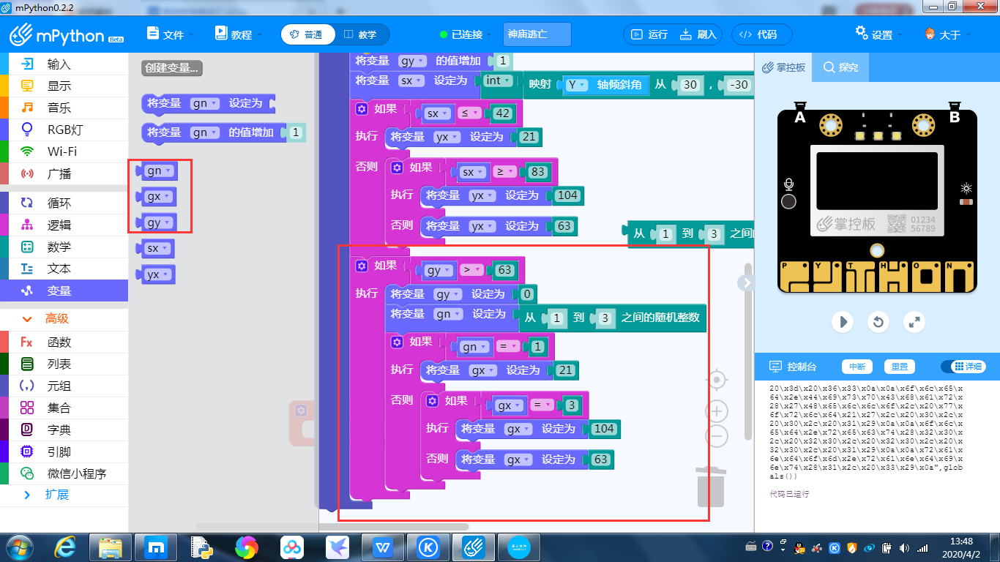 mPython0.2.2
mPython Beta
文件
教程
普通
教学
已连接
神庙逃亡
运行
刷入
</> 代码
设置
大于
输入
显示
音乐
RGB灯
Wi-Fi
广播
循环
逻辑
数学
文本
变量
高级
Fx 函数
列表
元组
集合
字典
引脚
微信小程序
扩展
创建变量...
将变量 gn 设定为
将变量 gn 的值增加 1
gn
gx
gy
sx
yx
将变量 gy 的值增加 1
将变量 sx 设定为 int 映射 Y 轴倾斜角 从 30 , -30
如果 sx ≤ 42
执行 将变量 yx 设定为 21
否则 如果 sx ≥ 83
执行 将变量 yx 设定为 104
否则 将变量 yx 设定为 63
从 1 到 3 之间
如果 gy > 63
执行 将变量 gy 设定为 0
将变量 gn 设定为 从 1 到 3 之间的随机整数
如果 gn = 1
执行 将变量 gx 设定为 21
否则 如果 gx = 3
执行 将变量 gx 设定为 104
否则 将变量 gx 设定为 63
掌控板
探究
A
B
掌控板
01234
56789
P Y T H O N
控制台
中断
重置
详细
20\x3d\x20\x36\x33\x0a\x0a\x6f\x6c\x65\x
64\x2e\x44\x69\x73\x70\x43\x68\x61\x72\x
28\x27\x48\x65\x6c\x6c\x6f\x2c\x20\x77\x
6f\x72\x6c\x64\x21\x27\x2c\x20\x30\x2c\x
20\x30\x2c\x20\x31\x29\x0a\x0a\x6f\x6c\x
65\x64\x2e\x72\x65\x63\x74\x28\x32\x30\x
2c\x20\x32\x30\x2c\x20\x32\x30\x2c\x20\x
32\x30\x2c\x20\x31\x29\x0a\x0a\x72\x61\x
6e\x64\x6f\x6d\x2e\x72\x61\x6e\x64\x69\x
6e\x74\x28\x31\x2c\x20\x33\x29\x0a",glob
als())
代码已运行
13:48
2020/4/2